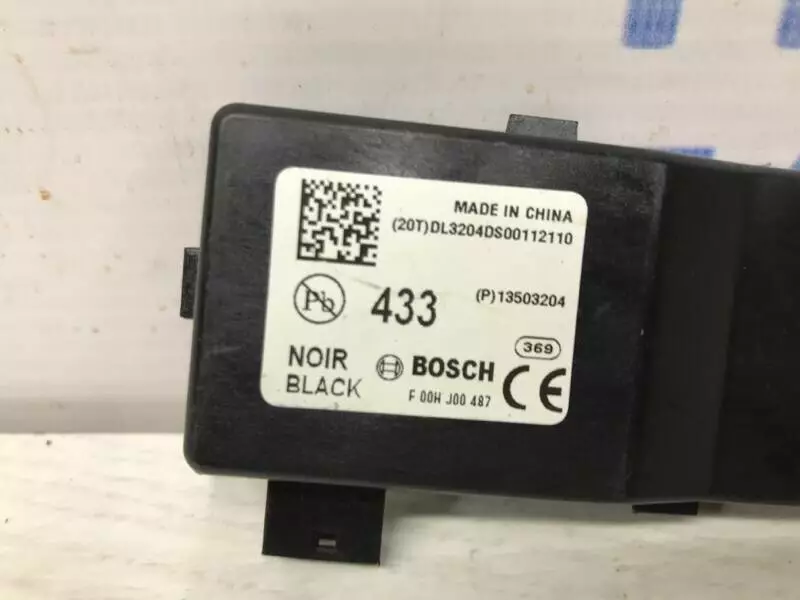 MADE IN CHINA
(20T)DL3204DS00112110
Pb
433
(P)13503204
369
NOIR
BLACK
BOSCH
CE
F 00H J00 487